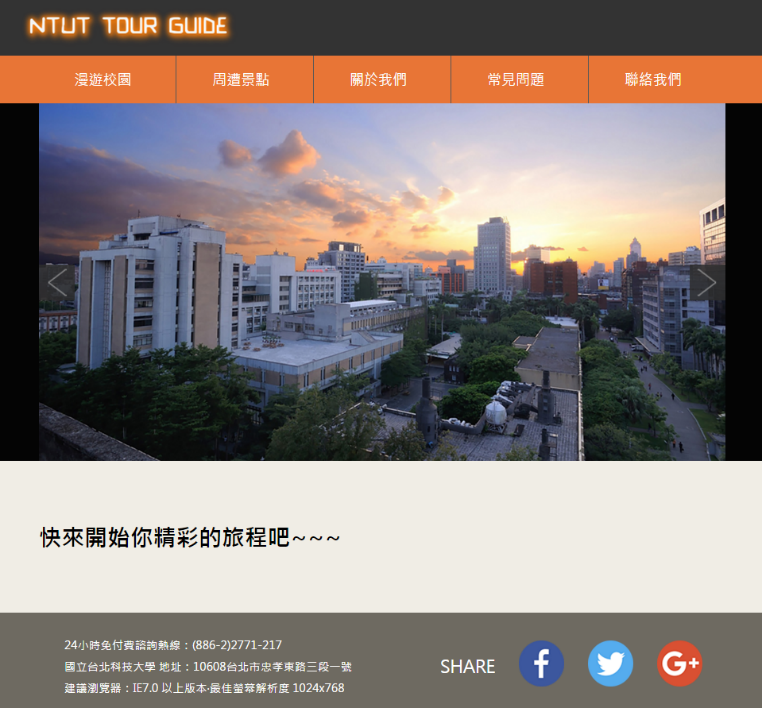 NTUT TOUR GUIDE
漫遊校園 周遭景點 關於我們 常見問題 聯絡我們
快來開始你精彩的旅程吧~~~
24小時免付費諮詢熱線：(886-2)2771-217
國立台北科技大學 地址：10608台北市忠孝東路三段一號
建議瀏覽器：IE7.0 以上版本‧最佳螢幕解析度 1024x768
SHARE
f
G+